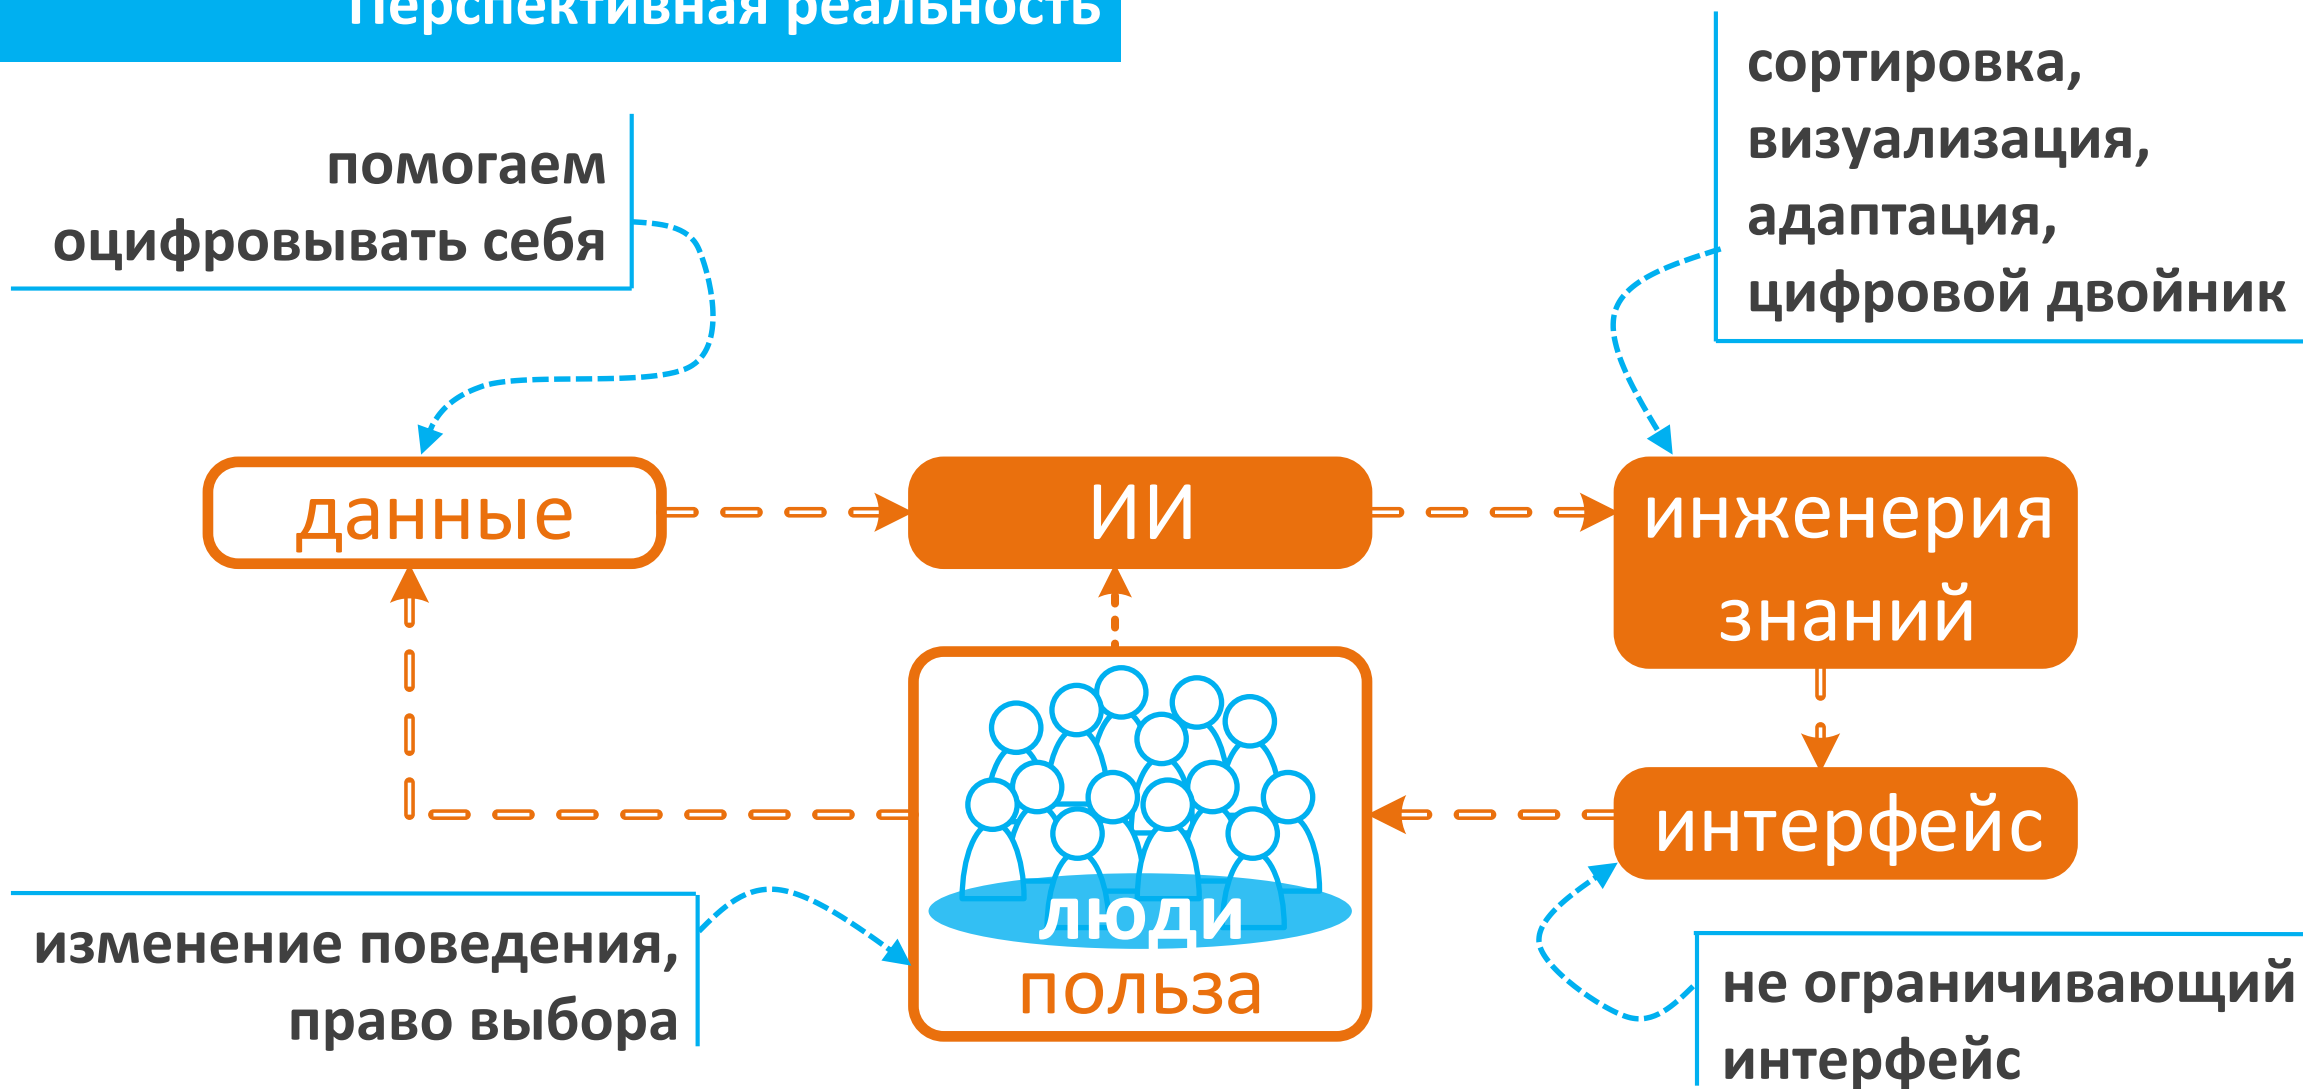 Перспективная реальность
сортировка,
визуализация,
адаптация,
цифровой двойник
помогаем
оцифровывать себя
данные
ИИ
инженерия
знаний
интерфейс
люди
польза
изменение поведения,
право выбора
не ограничивающий
интерфейс